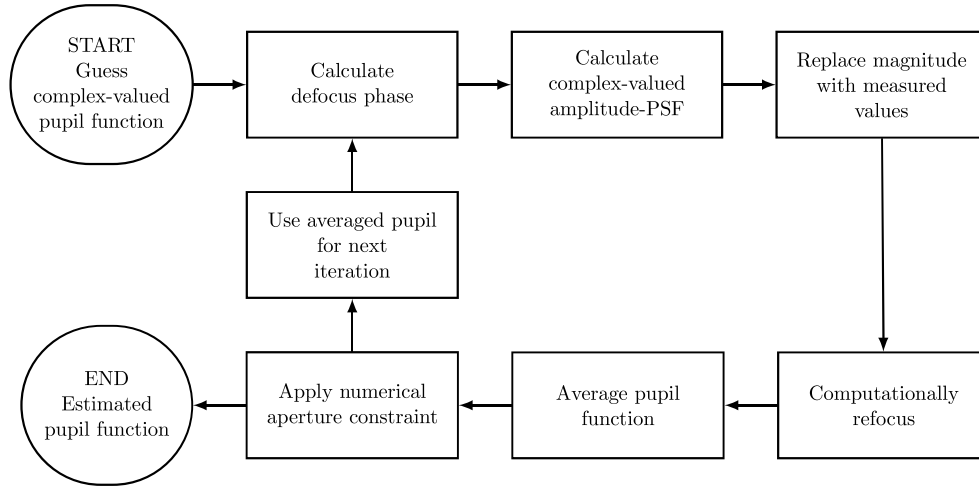 START
Guess
complex-valued
pupil function
Calculate
defocus phase
Calculate
complex-valued
amplitude-PSF
Replace magnitude
with measured
values
Use averaged pupil
for next
iteration
END
Estimated
pupil function
Apply numerical
aperture constraint
Average pupil
function
Computationally
refocus